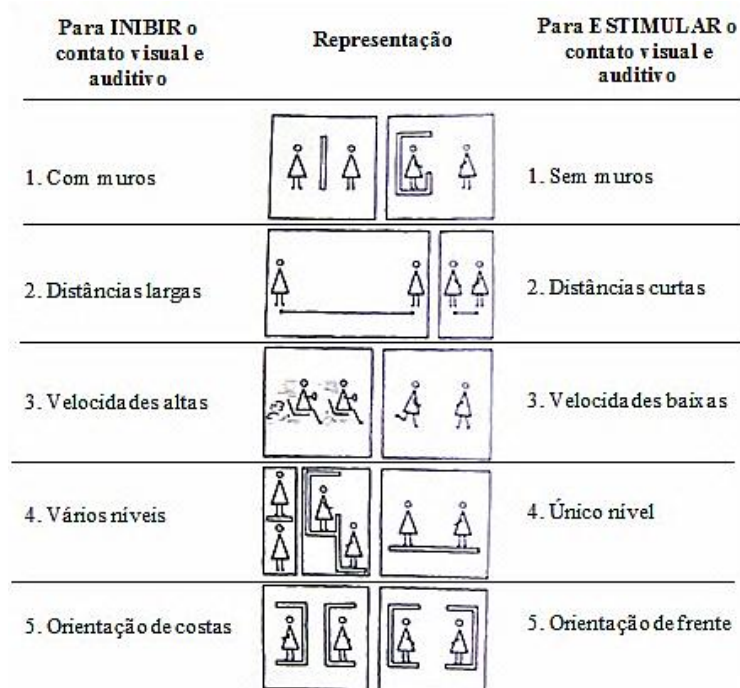 Para INIBIR o
contato visual e
auditivo
Representação
Para ESTIMULAR o
contato visual e
auditivo
1. Com muros
1. Sem muros
2. Distâncias largas
2. Distâncias curtas
3. Velocidades altas
3. Velocidades baixas
4. Vários níveis
4. Único nível
5. Orientação de costas
5. Orientação de frente